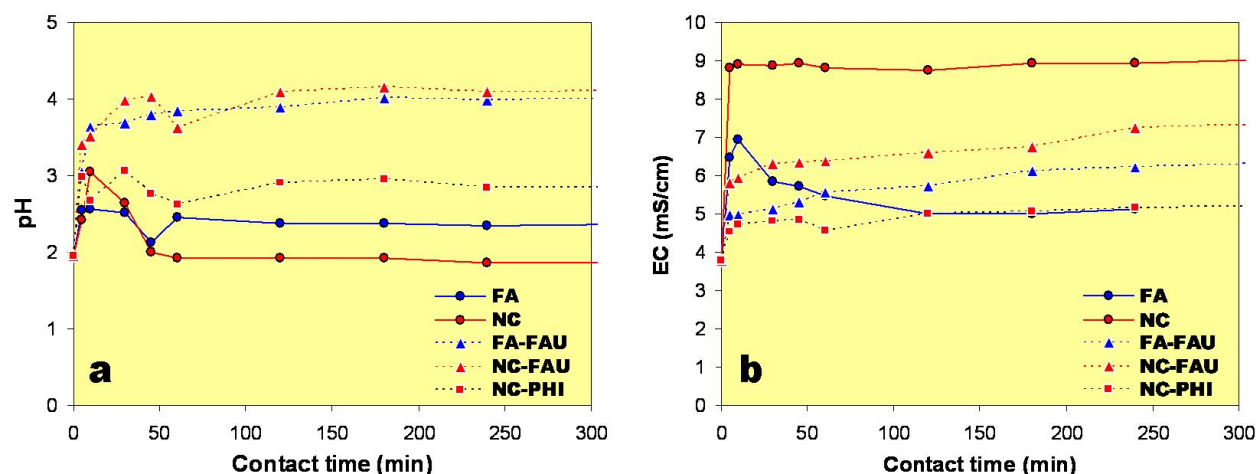 5
4
3
2
1
0
pH
0 50 100 150 200 250 300
Contact time (min)
FA
NC
FA-FAU
NC-FAU
NC-PHI
a
10
9
8
7
6
5
4
3
2
1
0
EC (mS/cm)
0 50 100 150 200 250 300
Contact time (min)
FA
NC
FA-FAU
NC-FAU
NC-PHI
b